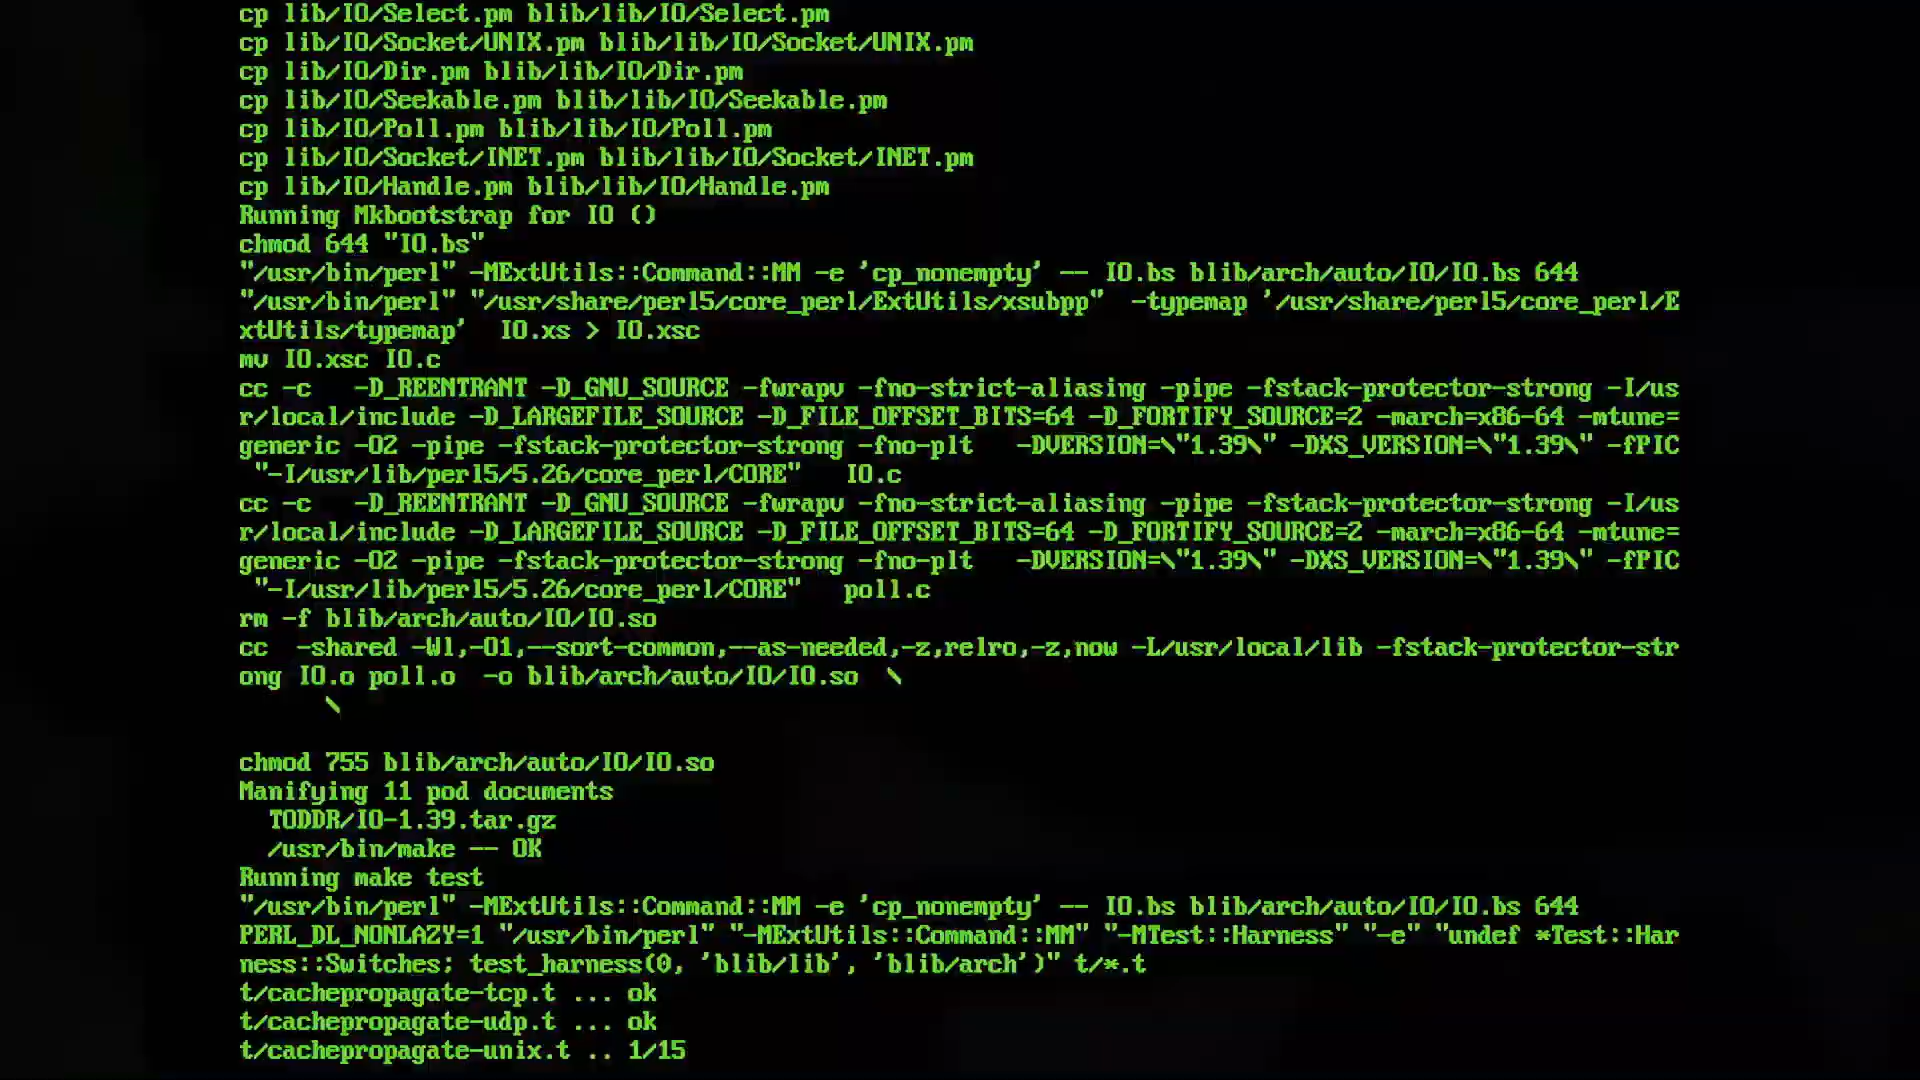 cp lib/IO/Select.pm blib/lib/IO/Select.pm
cp lib/IO/Socket/UNIX.pm blib/lib/IO/Socket/UNIX.pm
cp lib/IO/Dir.pm blib/lib/IO/Dir.pm
cp lib/IO/Seekable.pm blib/lib/IO/Seekable.pm
cp lib/IO/Poll.pm blib/lib/IO/Poll.pm
cp lib/IO/Socket/INET.pm blib/lib/IO/Socket/INET.pm
cp lib/IO/Handle.pm blib/lib/IO/Handle.pm
Running Mkbootstrap for IO ()
chmod 644 "IO.bs"
"/usr/bin/perl" -MExtUtils::Command::MM -e 'cp_nonempty' -- IO.bs blib/arch/auto/IO/IO.bs 644
"/usr/bin/perl" "/usr/share/perl5/core_perl/ExtUtils/xsubpp"  -typemap '/usr/share/perl5/core_perl/E
xtUtils/typemap'  IO.xs > IO.xsc
mv IO.xsc IO.c
cc -c   -D_REENTRANT -D_GNU_SOURCE -fwrapv -fno-strict-aliasing -pipe -fstack-protector-strong -I/us
r/local/include -D_LARGEFILE_SOURCE -D_FILE_OFFSET_BITS=64 -D_FORTIFY_SOURCE=2 -march=x86-64 -mtune=
generic -O2 -pipe -fstack-protector-strong -fno-plt   -DVERSION=\"1.39\" -DXS_VERSION=\"1.39\" -fPIC
 "-I/usr/lib/perl5/5.26/core_perl/CORE"   IO.c
cc -c   -D_REENTRANT -D_GNU_SOURCE -fwrapv -fno-strict-aliasing -pipe -fstack-protector-strong -I/us
r/local/include -D_LARGEFILE_SOURCE -D_FILE_OFFSET_BITS=64 -D_FORTIFY_SOURCE=2 -march=x86-64 -mtune=
generic -O2 -pipe -fstack-protector-strong -fno-plt   -DVERSION=\"1.39\" -DXS_VERSION=\"1.39\" -fPIC
 "-I/usr/lib/perl5/5.26/core_perl/CORE"   poll.c
rm -f blib/arch/auto/IO/IO.so
cc  -shared -Wl,-O1,--sort-common,--as-needed,-z,relro,-z,now -L/usr/local/lib -fstack-protector-str
ong IO.o poll.o  -o blib/arch/auto/IO/IO.so  \
      \
chmod 755 blib/arch/auto/IO/IO.so
Manifying 11 pod documents
  TODDR/IO-1.39.tar.gz
  /usr/bin/make -- OK
Running make test
"/usr/bin/perl" -MExtUtils::Command::MM -e 'cp_nonempty' -- IO.bs blib/arch/auto/IO/IO.bs 644
PERL_DL_NONLAZY=1 "/usr/bin/perl" "-MExtUtils::Command::MM" "-MTest::Harness" "-e" "undef *Test::Har
ness::Switches; test_harness(0, 'blib/lib', 'blib/arch')" t/*.t
t/cachepropagate-tcp.t ... ok
t/cachepropagate-udp.t ... ok
t/cachepropagate-unix.t .. 1/15